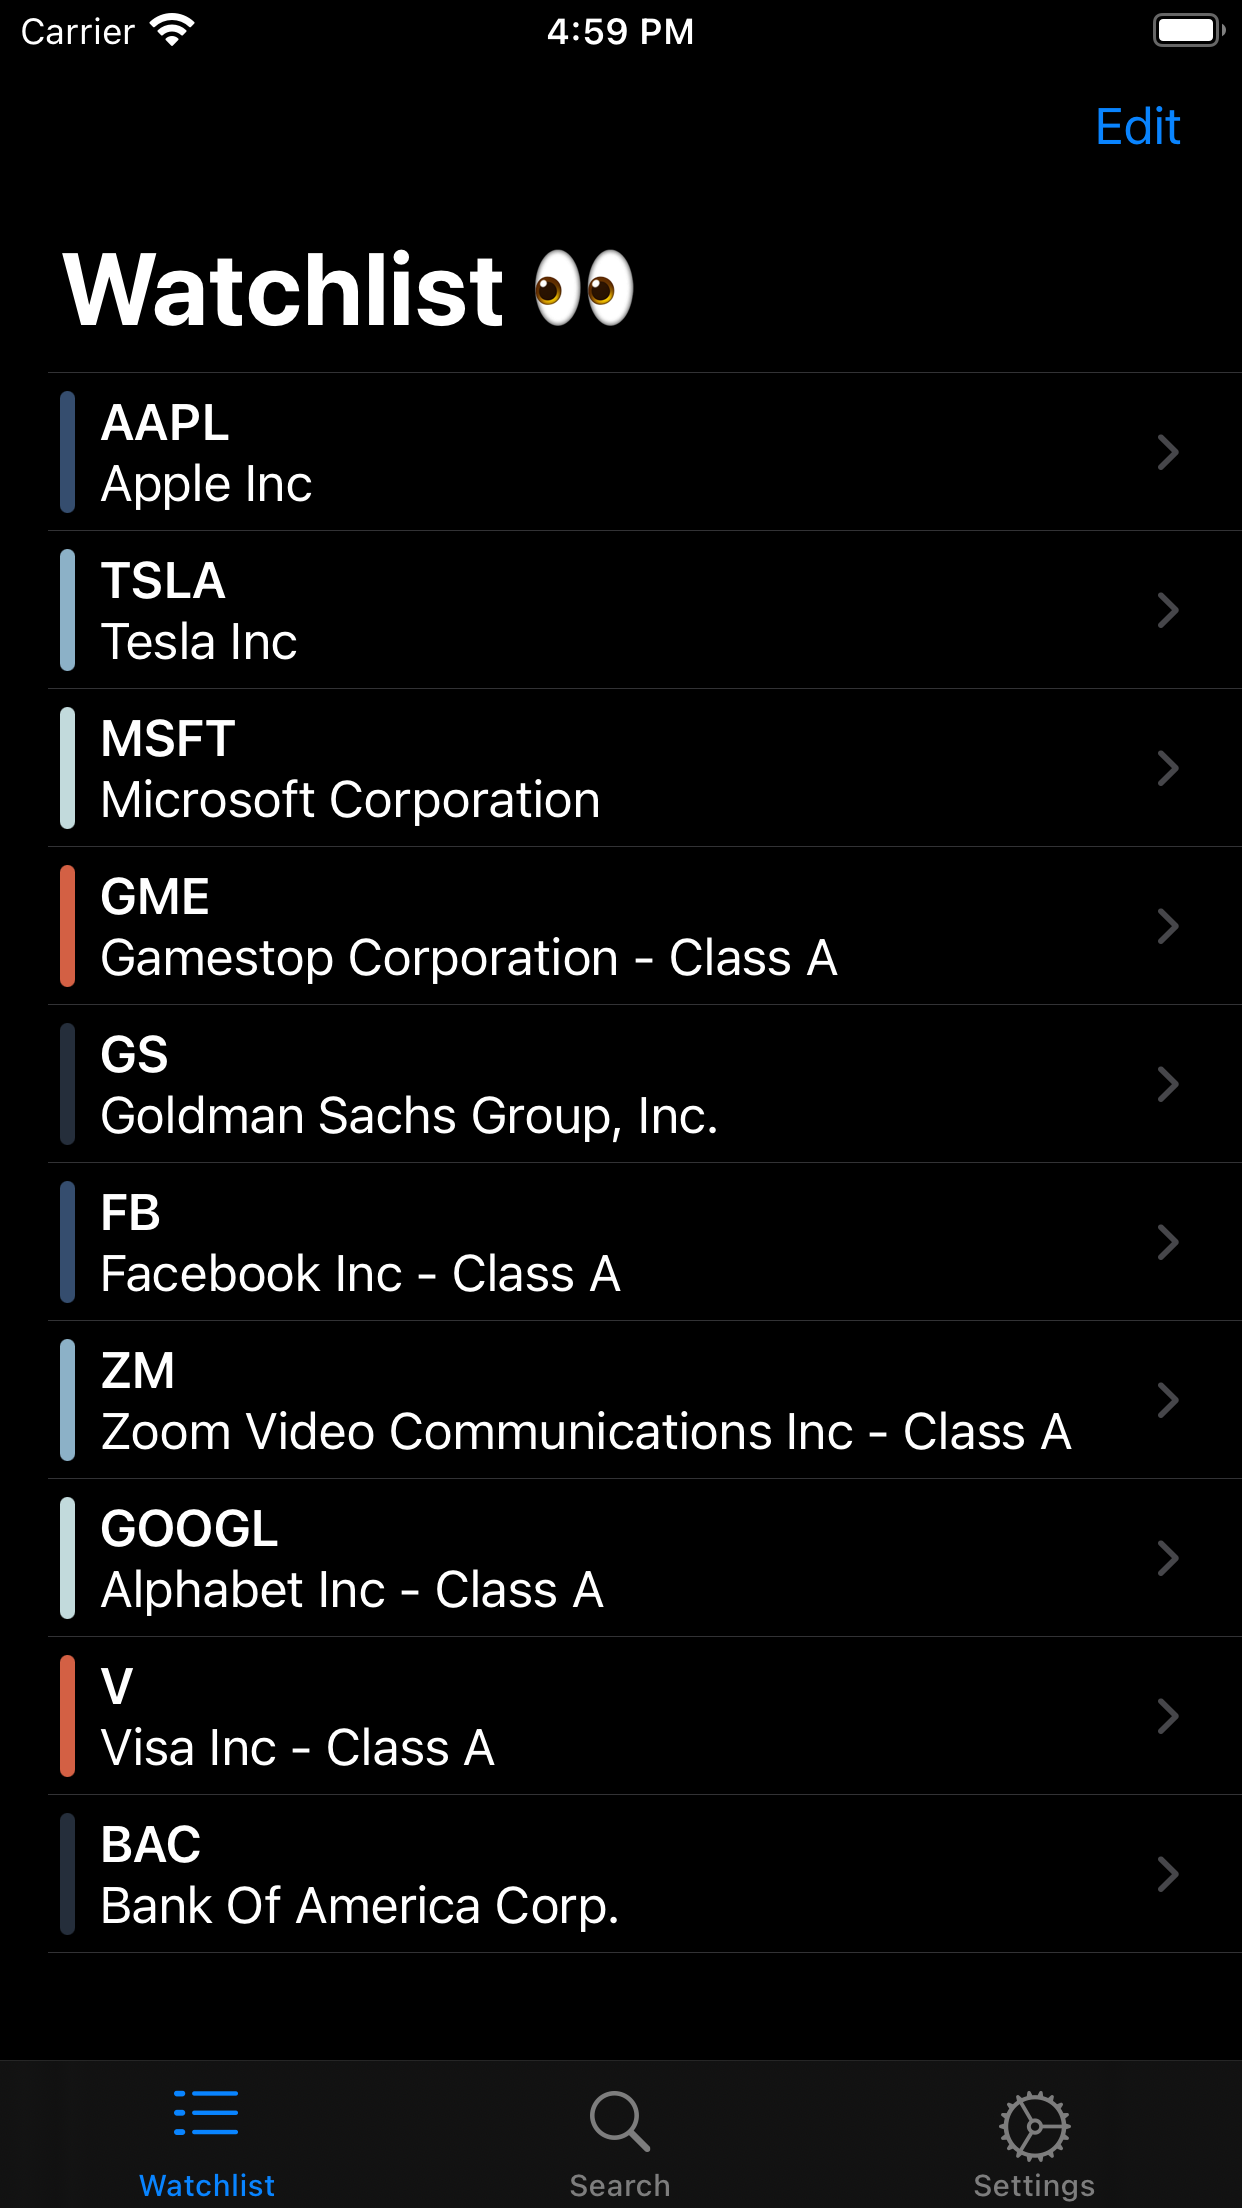 Carrier 4:59 PM
Edit
Watchlist 👀
AAPL
Apple Inc
TSLA
Tesla Inc
MSFT
Microsoft Corporation
GME
Gamestop Corporation - Class A
GS
Goldman Sachs Group, Inc.
FB
Facebook Inc - Class A
ZM
Zoom Video Communications Inc - Class A
GOOGL
Alphabet Inc - Class A
V
Visa Inc - Class A
BAC
Bank Of America Corp.
Watchlist Search Settings